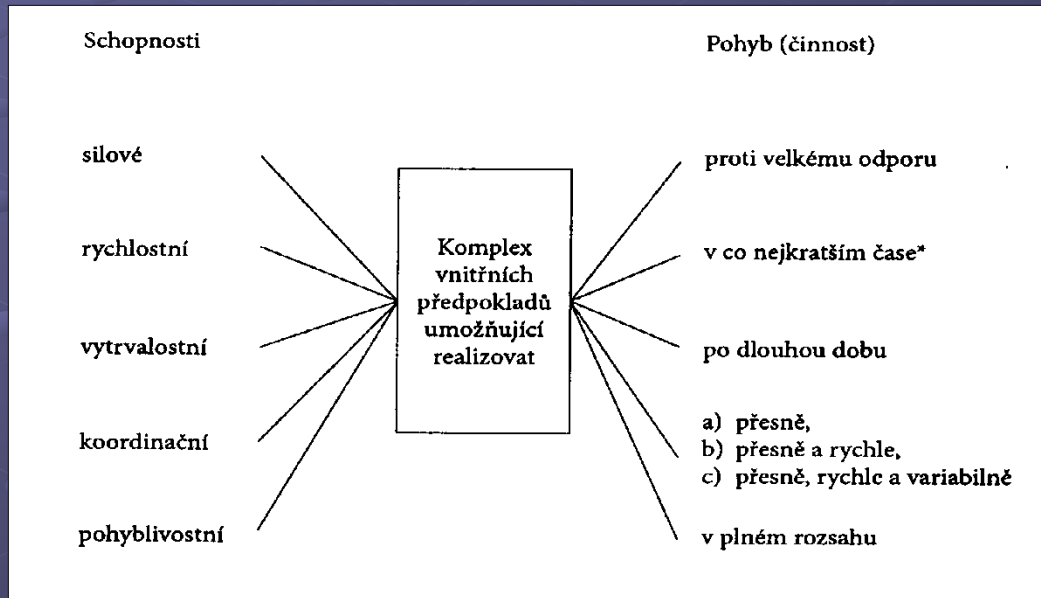 Schopnosti
Pohyb (činnost)
silové
rychlostní
vytrvalostní
koordinační
pohyblivostní
Komplex
vnitřních
předpokladů
umožňující
realizovat
proti velkému odporu
v co nejkratším čase*
po dlouhou dobu
a) přesně,
b) přesně a rychle,
c) přesně, rychle a variabilně
v plném rozsahu